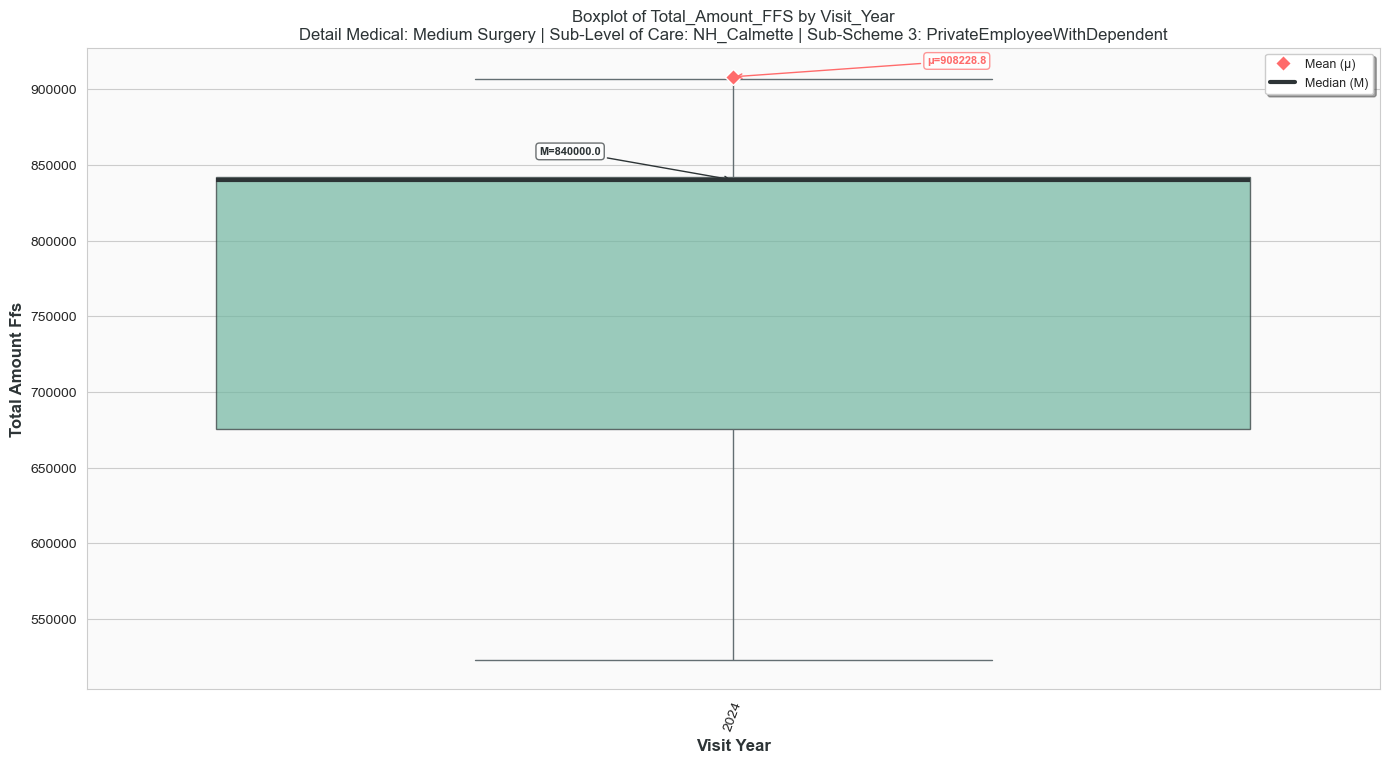 Boxplot of Total_Amount_FFS by Visit_Year
Detail Medical: Medium Surgery | Sub-Level of Care: NH_Calmette | Sub-Scheme 3: PrivateEmployeeWithDependent
μ=908228.8
Mean (μ)
Median (M)
M=840000.0
900000
850000
800000
750000
700000
650000
600000
550000
Total Amount Ffs
2024
Visit Year